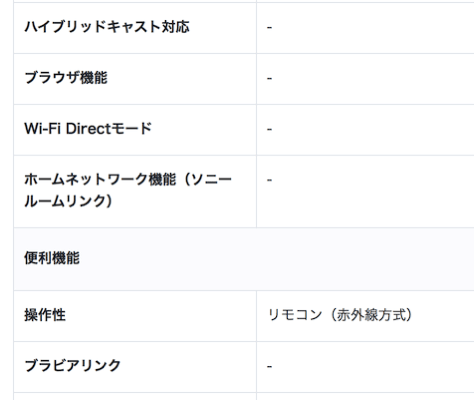 ハイブリッドキャスト対応 -
ブラウザ機能 -
Wi-Fi Directモード -
ホームネットワーク機能（ソニー -
ルームリンク）
便利機能
操作性 リモコン（赤外線方式）
ブラビアリンク -